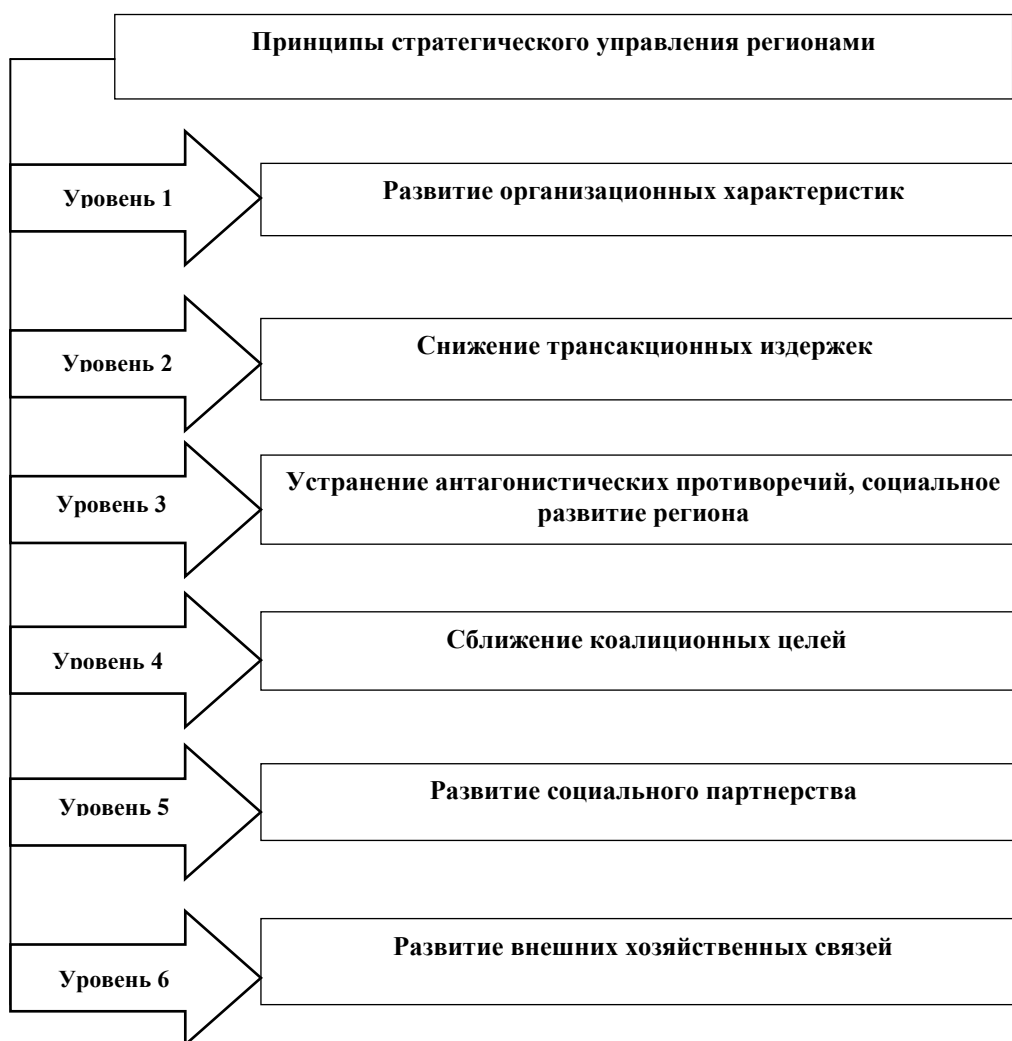 Принципы стратегического управления регионами
Уровень 1
Развитие организационных характеристик
Уровень 2
Снижение трансакционных издержек
Уровень 3
Устранение антагонистических противоречий, социальное
развитие региона
Уровень 4
Сближение коалиционных целей
Уровень 5
Развитие социального партнерства
Уровень 6
Развитие внешних хозяйственных связей